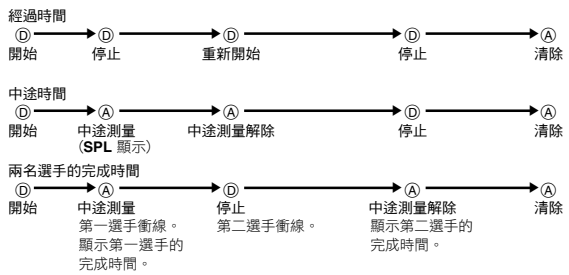 經過時間
Ⓓ Ⓓ Ⓓ Ⓓ Ⓐ
開始 停止 重新開始 停止 清除
中途時間
Ⓓ Ⓐ Ⓐ Ⓓ Ⓐ
開始 中途測量 中途測量解除 停止 清除
（SPL 顯示）
兩名選手的完成時間
Ⓓ Ⓐ Ⓓ Ⓐ Ⓐ
開始 中途測量 停止 中途測量解除 清除
第一選手衝線。 第二選手衝線。 顯示第二選手的
顯示第一選手的 完成時間。
完成時間。